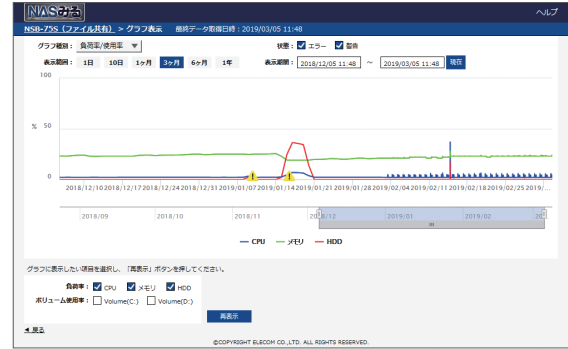 NASみる
ヘルプ
NSB-75S (ファイル共有) > グラフ表示 最終データ取得日時：2019/03/05 11:48
グラフ種別： 負荷率/使用率 ▼ 状態： エラー 警告
表示範囲： 1日 10日 1ヶ月 3ヶ月 6ヶ月 1年 表示期間： 2018/12/05 11:48 ～ 2019/03/05 11:48 現在
100
% 50
0
2018/12/10 2018/12/17 2018/12/24 2018/12/31 2019/01/07 2019/01/14 2019/01/21 2019/01/28 2019/02/04 2019/02/11 2019/02/18 2019/02/25 2019/...
2018/09 2018/10 2018/11 2018/12 2019/01 2019/02
CPU メモリ HDD
グラフに表示したい項目を選択し、「再表示」ボタンを押してください。
負荷率： CPU メモリ HDD
ボリューム使用率： Volume(C:) Volume(D:)
再表示
◀ 戻る
©COPYRIGHT ELECOM CO.,LTD. ALL RIGHTS RESERVED.